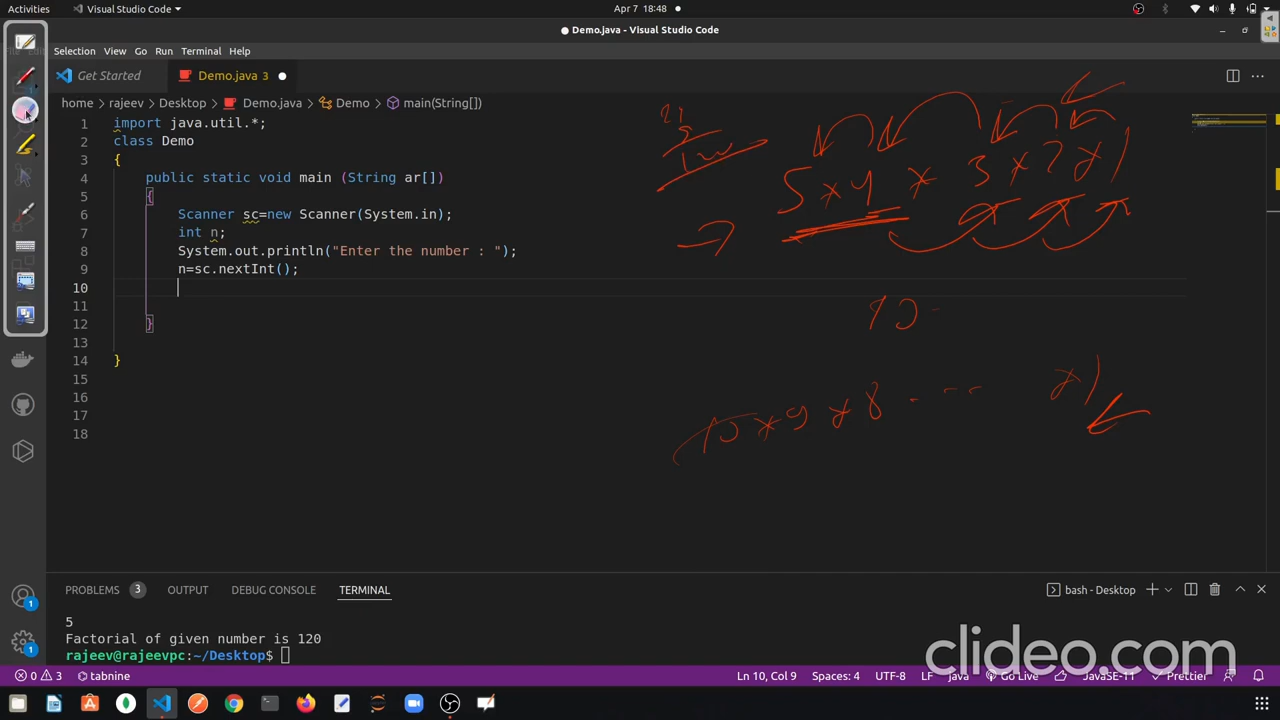 Activities
Visual Studio Code
Apr 7 18:48
Demo.java - Visual Studio Code
Selection View Go Run Terminal Help
Get Started
Demo.java 3
home > rajeev > Desktop > Demo.java > Demo > main(String[])
1 import java.util.*;
2 class Demo
3 {
4 public static void main (String ar[])
5 {
6 Scanner sc=new Scanner(System.in);
7 int n;
8 System.out.println("Enter the number : ");
9 n=sc.nextInt();
10
11
12 }
13
14 }
15
16
17
18
5 x 4 x 3 x 2 x 1
10
10 x 9 x 8 . - - - x 1
PROBLEMS 3 OUTPUT DEBUG CONSOLE TERMINAL
bash - Desktop
5
Factorial of given number is 120
rajeev@rajeevpc:~/Desktop$
clideo.com
0 3 tabnine
Ln 10, Col 9 Spaces: 4 UTF-8 LF java Go Live JavaSE-11 Prettier